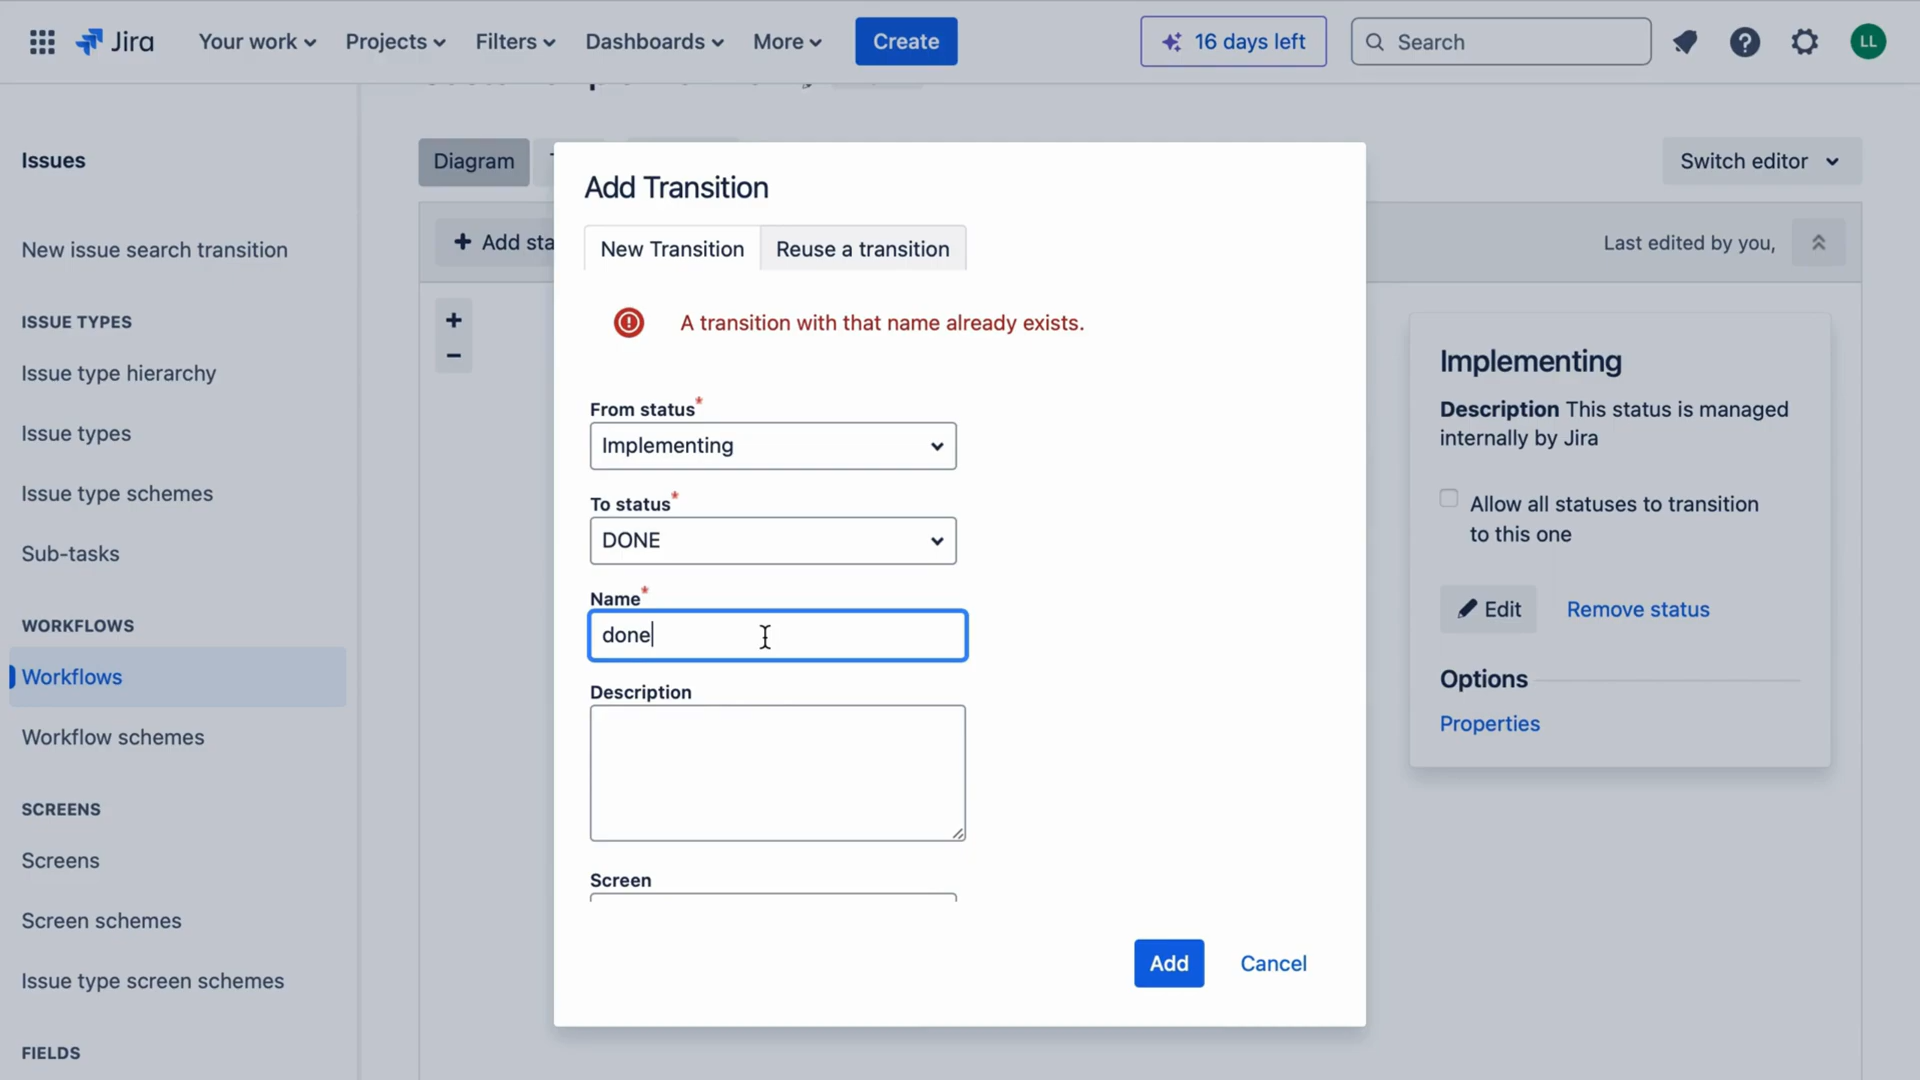 Jira
Your work
Projects
Filters
Dashboards
More
Create
16 days left
Search
LL
Issues
New issue search transition
ISSUE TYPES
Issue type hierarchy
Issue types
Issue type schemes
Sub-tasks
WORKFLOWS
Workflows
Workflow schemes
SCREENS
Screens
Screen schemes
Issue type screen schemes
FIELDS
Diagram
Switch editor
+ Add sta
Last edited by you,
+
−
Add Transition
New Transition
Reuse a transition
A transition with that name already exists.
From status*
Implementing
To status*
DONE
Name*
done
Description
Screen
Add
Cancel
Implementing
Description This status is managed
internally by Jira
Allow all statuses to transition
to this one
Edit
Remove status
Options
Properties